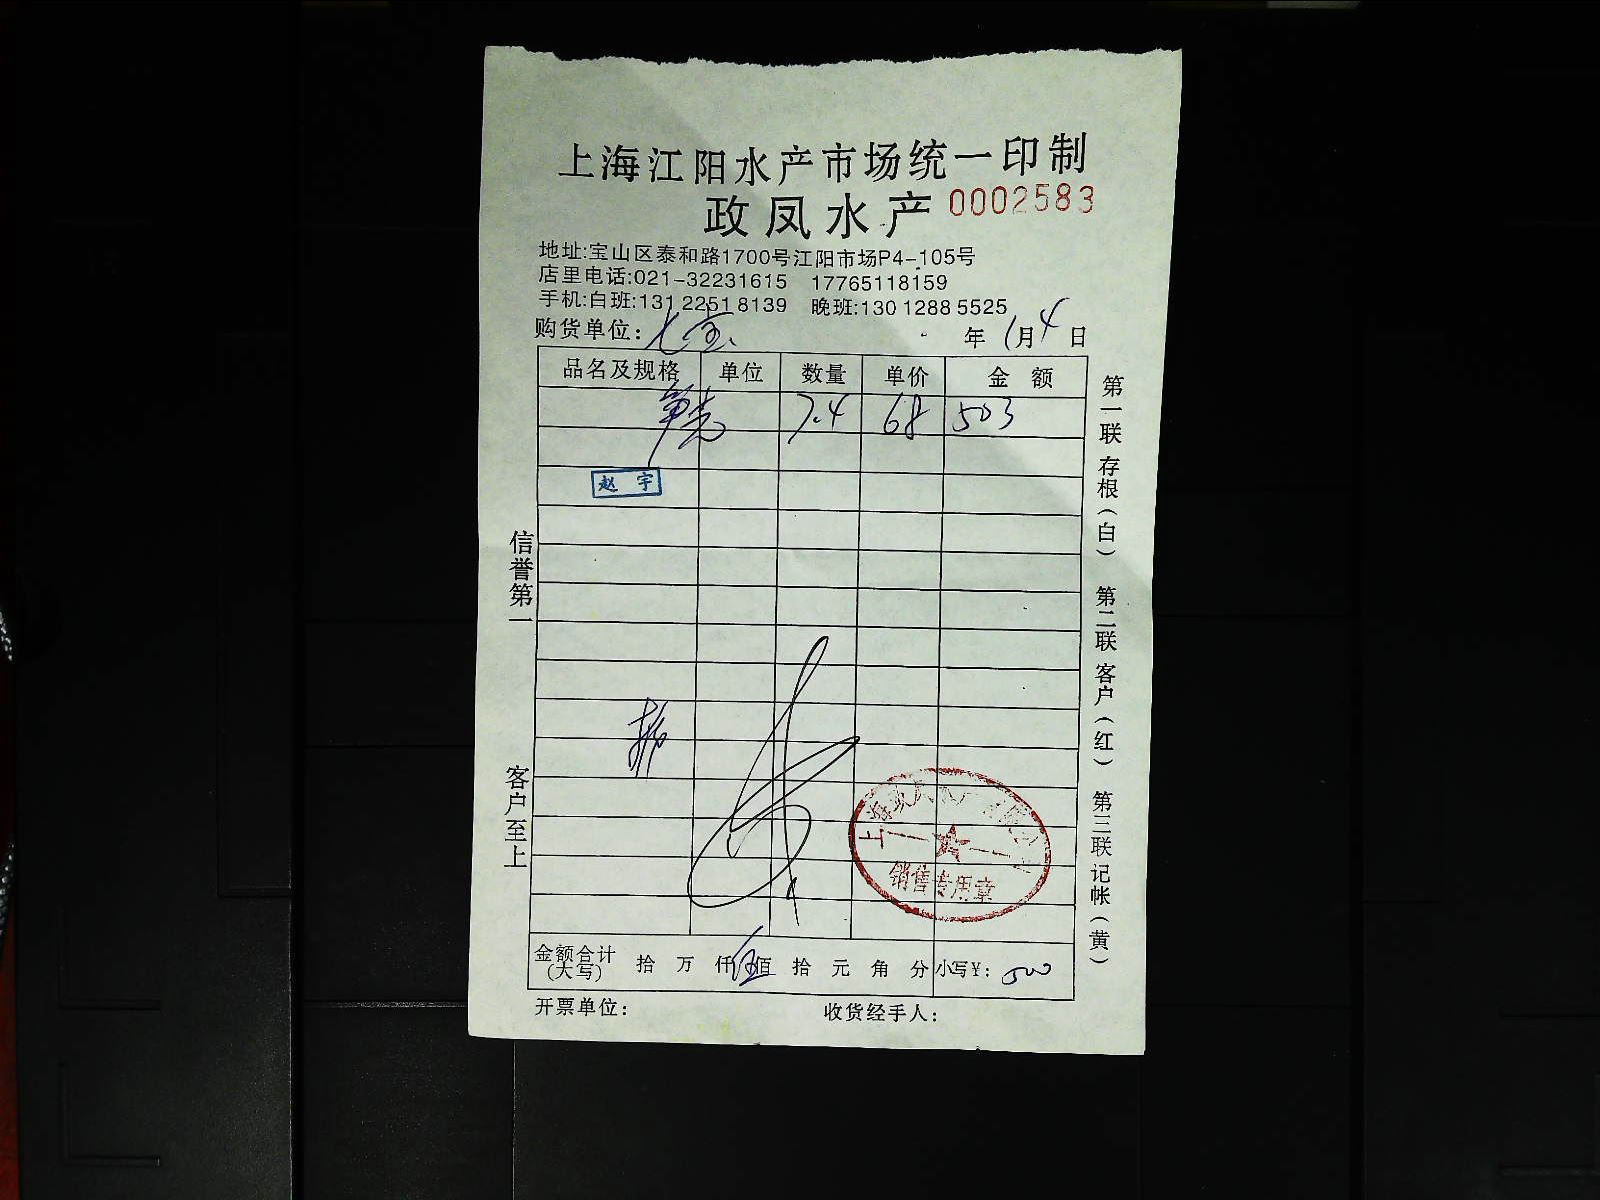 上海江阳水产市场统一印制
政凤水产 0002583
地址:宝山区泰和路1700号江阳市场P4-105号
店里电话:021-32231615 17765118159
手机:白班:131 2251 8139 晚班:130 1288 5525
购货单位: 七宝 年 1月4日
品名及规格 单位 数量 单价 金额
7.4 68 503
赵宇
信誉第一
客户至上
第一联 存根(白) 第二联 客户(红) 第三联 记帐(黄)
销售专用章
金额合计(大写) 拾 万 仟 伍佰 拾 元 角 分 小写¥: 500
开票单位: 收货经手人: